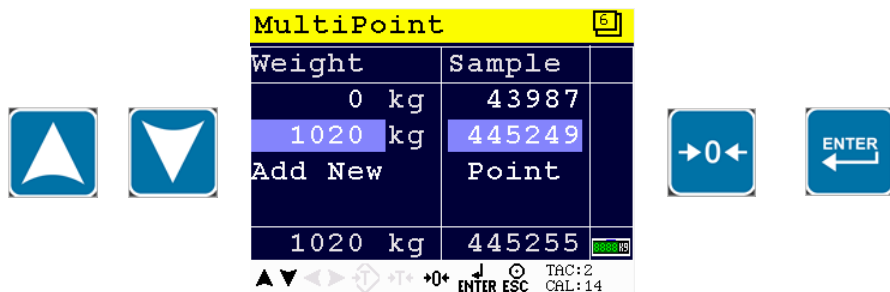 MultiPoint 6
Weight Sample
0 kg 43987
1020 kg 445249
Add New Point
1020 kg 445255
→0← ENTER
T →T← →0← ENTER ESC TAC:2
CAL:14